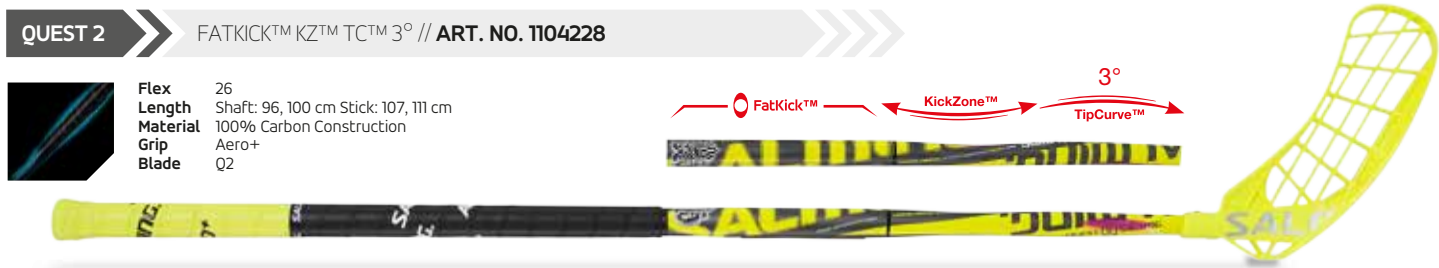 QUEST 2
FATKICK™ KZ™ TC™ 3° // ART. NO. 1104228
Flex 26
Length Shaft: 96, 100 cm Stick: 107, 111 cm
Material 100% Carbon Construction
Grip Aero+
Blade Q2
FatKick™
KickZone™
3°
TipCurve™